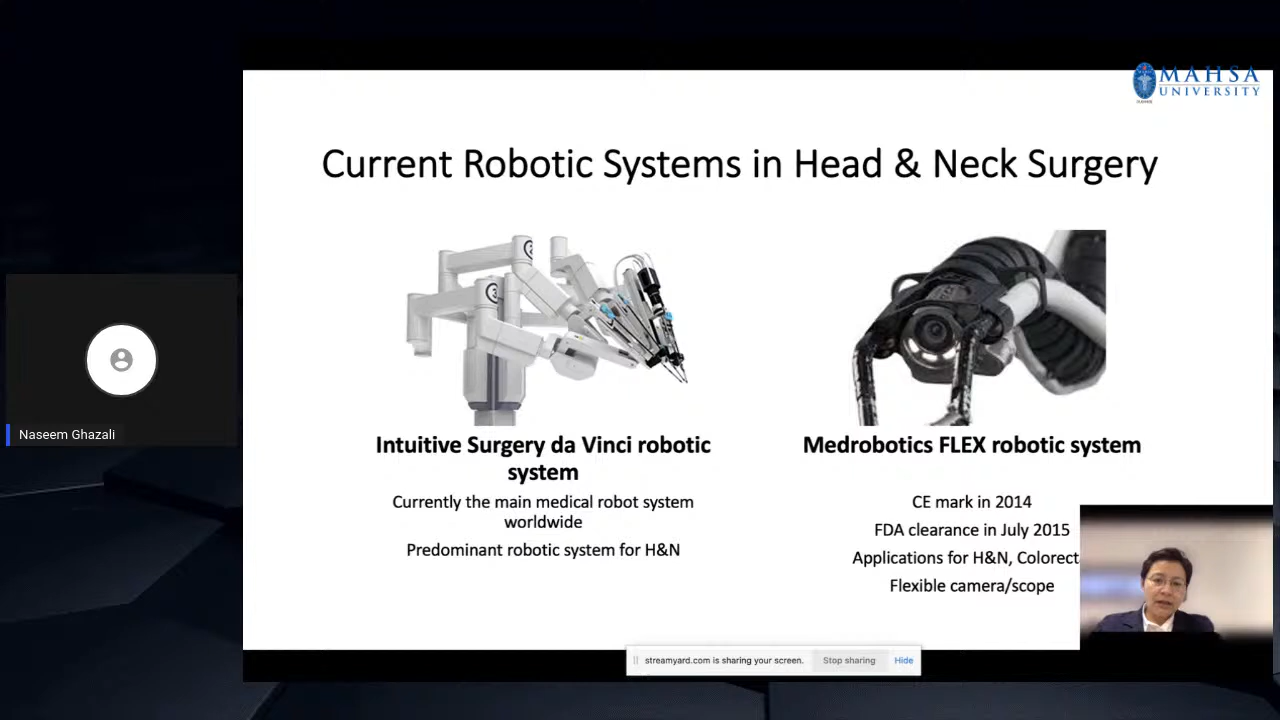 MAHSA
UNIVERSITY
Current Robotic Systems in Head & Neck Surgery
3
3
Intuitive Surgery da Vinci robotic
system
Currently the main medical robot system
worldwide
Predominant robotic system for H&N
Medrobotics FLEX robotic system
CE mark in 2014
FDA clearance in July 2015
Applications for H&N, Colorect
Flexible camera/scope
Naseem Ghazali
streamyard.com is sharing your screen.
Stop sharing
Hide